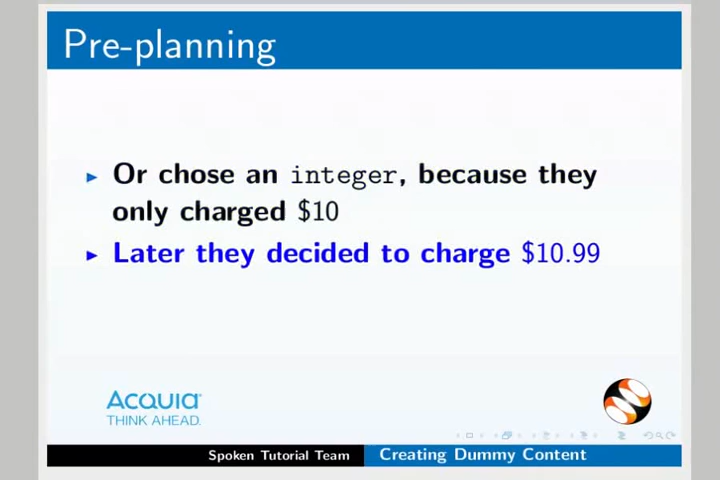 Pre-planning
Or chose an integer, because they
only charged $10
Later they decided to charge $10.99
Acquia
THINK AHEAD.
Spoken Tutorial Team
Creating Dummy Content